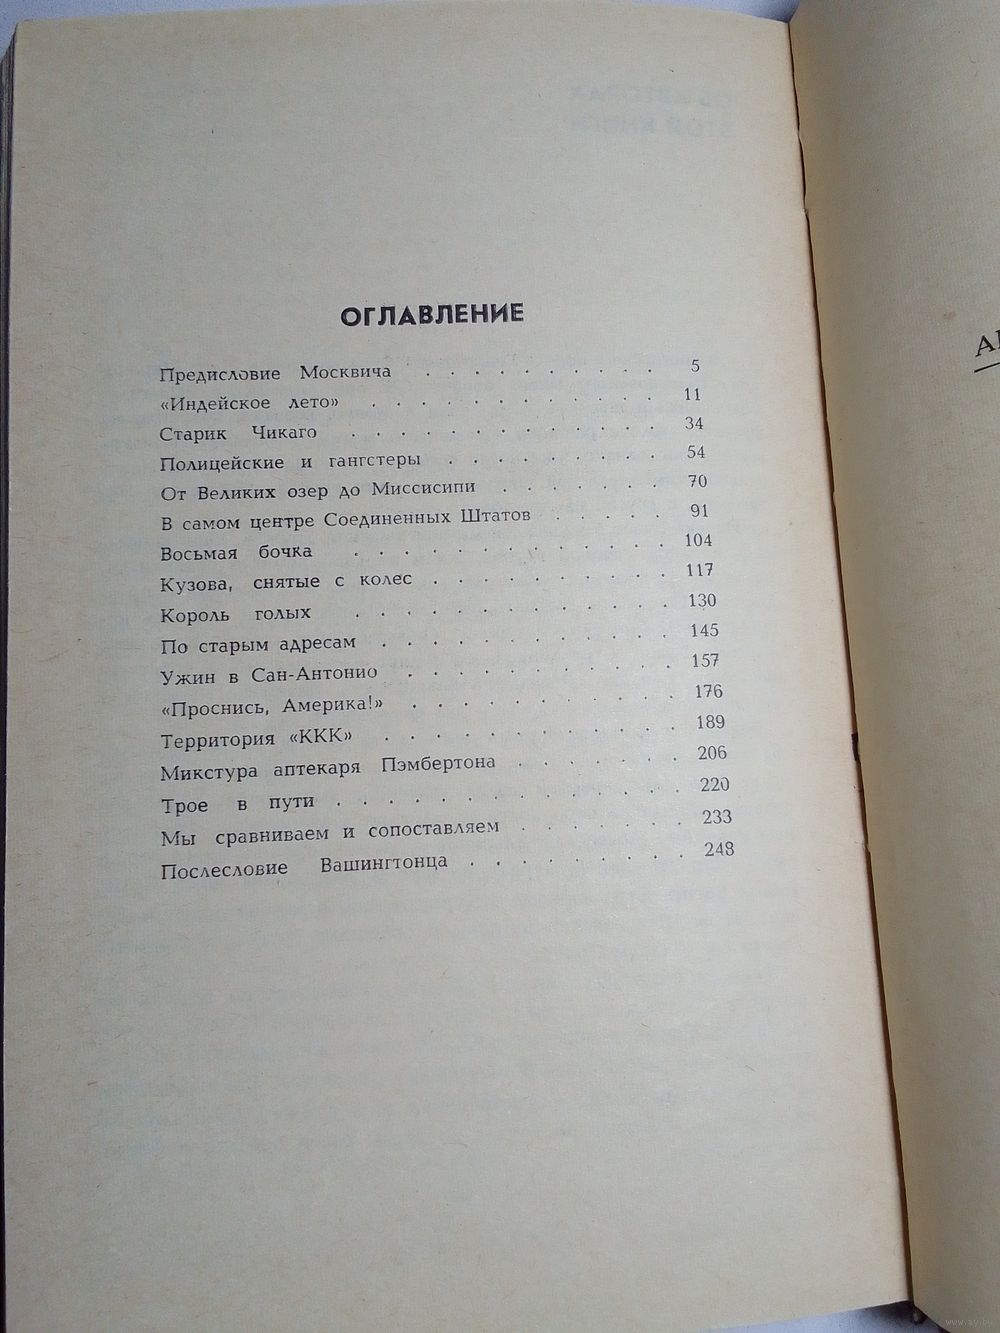 ОГЛАВЛЕНИЕ
Предисловие Москвича . . . . . . . . . . 5
«Индейское лето» . . . . . . . . . . . . 11
Старик Чикаго . . . . . . . . . . . . . 34
Полицейские и гангстеры . . . . . . . . . 54
От Великих озер до Миссисипи . . . . . . . 70
В самом центре Соединенных Штатов . . . . . 91
Восьмая бочка . . . . . . . . . . . . . 104
Кузова, снятые с колес . . . . . . . . . . 117
Король голых . . . . . . . . . . . . . 130
По старым адресам . . . . . . . . . . . . 145
Ужин в Сан-Антонио . . . . . . . . . . . 157
«Проснись, Америка!» . . . . . . . . . . . 176
Территория «ККК» . . . . . . . . . . . . 189
Микстура аптекаря Пэмбертона . . . . . . . 206
Трое в пути . . . . . . . . . . . . . . 220
Мы сравниваем и сопоставляем . . . . . . . 233
Послесловие Вашингтонца . . . . . . . . . 248
www.ay.by